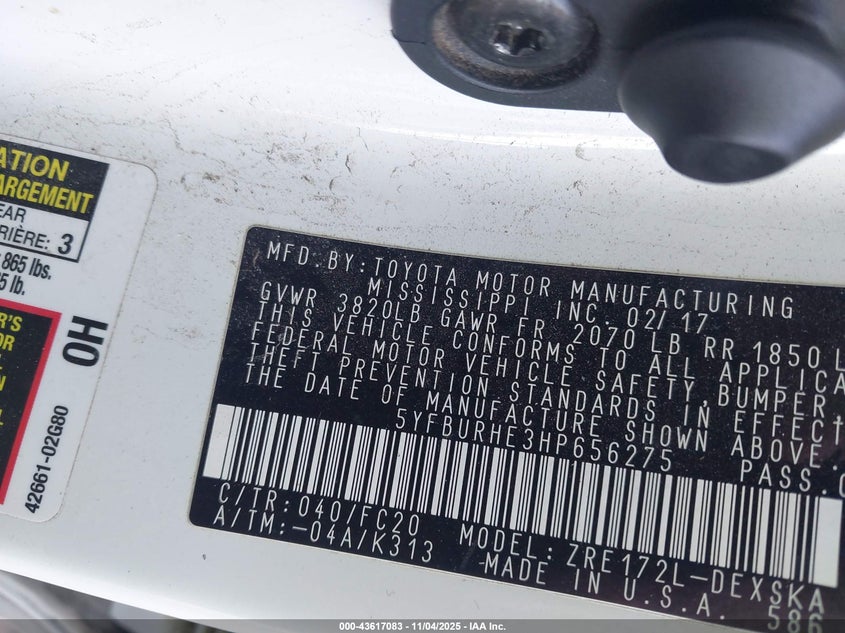 ATION
ARGEMENT
EAR
RIÈRE: 3
865 lbs.
5 lb.
R'S
OR
N
L
OH
42661-02G80
MFD.BY:TOYOTA MOTOR MANUFACTURING
MISSISSIPPI INC. 02/17
GVWR 3820LB GAWR FR 2070 LB RR 1850 L
THIS VEHICLE CONFORMS TO ALL APPLICA
FEDERAL MOTOR VEHICLE SAFETY,BUMPER,
THEFT PREVENTION STANDARDS IN EFFECT
THE DATE OF MANUFACTURE SHOWN ABOVE.
5YFBURHE3HP656275 PASS.C
C/TR:040/FC20 MODEL:ZRE172L-DEXSKA
A/TM:-04A/K313 MADE IN U.S.A. 586
000-43617083 - 11/04/2025 - IAA Inc.